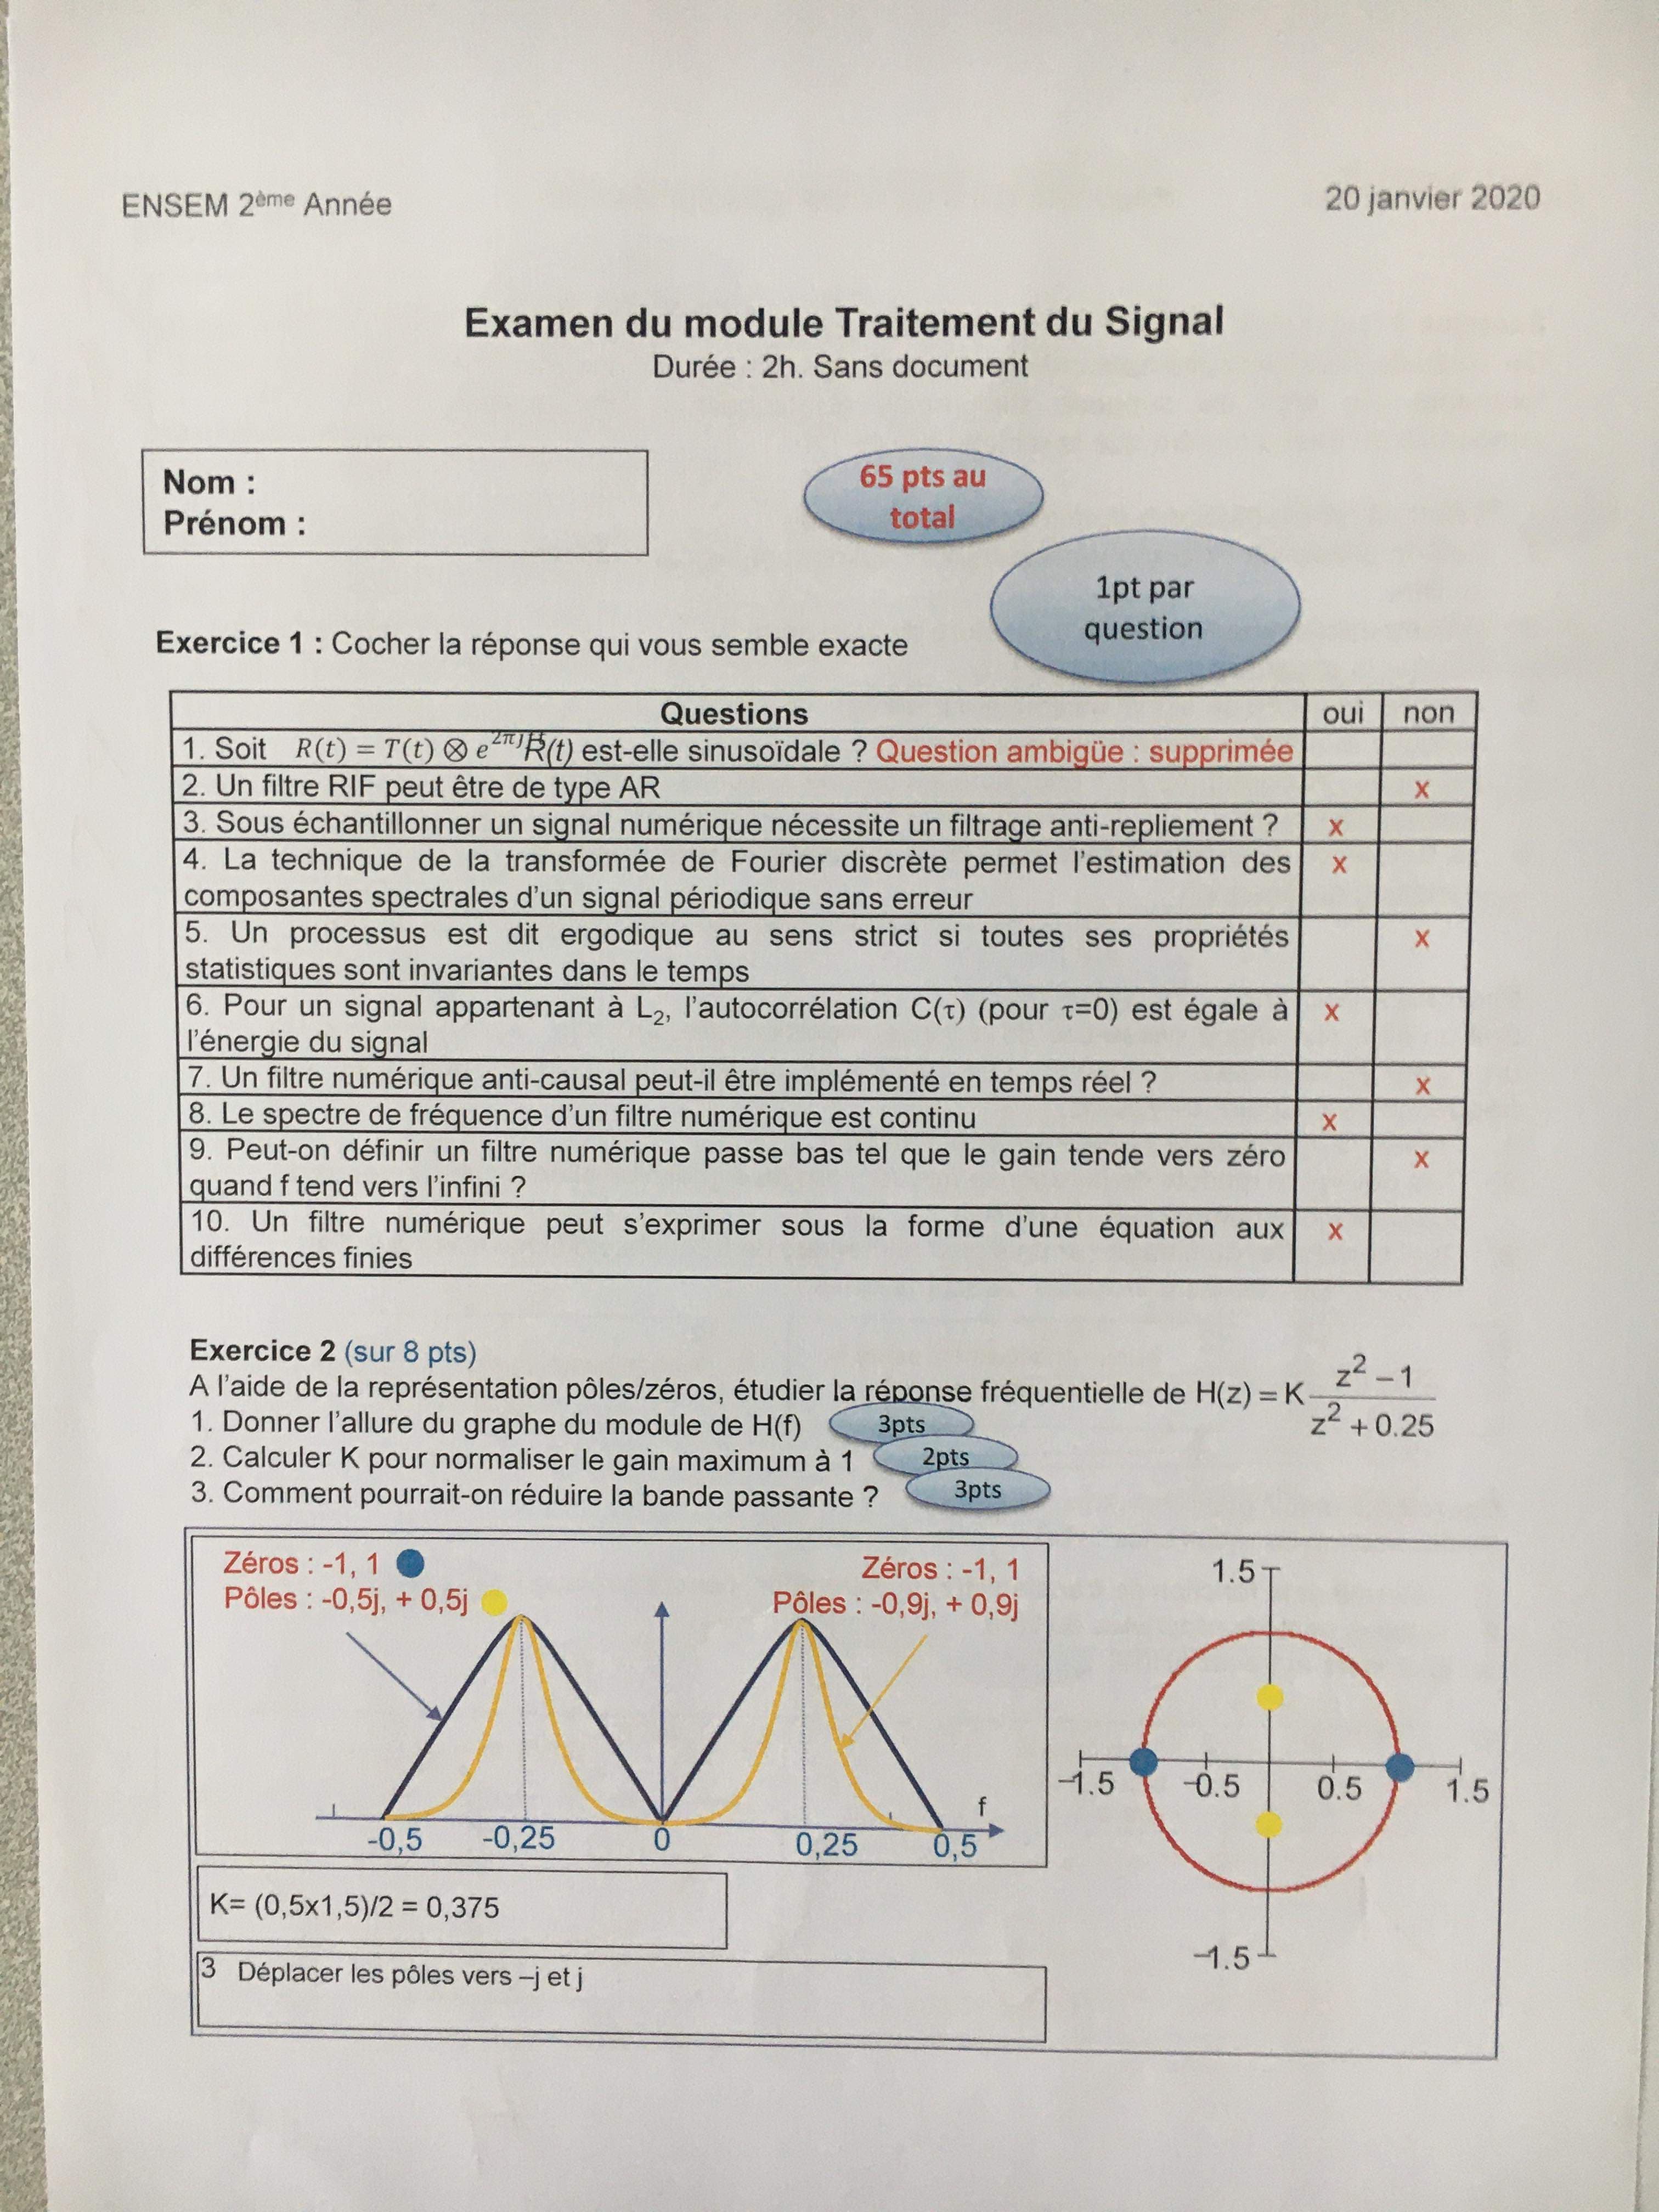 ENSEM 2ème Année
20 janvier 2020
Examen du module Traitement du Signal
Durée : 2h. Sans document
Nom :
Prénom :
65 pts au
total
1pt par
question
Exercice 1 : Cocher la réponse qui vous semble exacte
Questions oui non
1. Soit R(t) = T(t) ⊗ e^2πj R(t) est-elle sinusoïdale ? Question ambigüe : supprimée
2. Un filtre RIF peut être de type AR x
3. Sous échantillonner un signal numérique nécessite un filtrage anti-repliement ? x
4. La technique de la transformée de Fourier discrète permet l'estimation des x
composantes spectrales d'un signal périodique sans erreur
5. Un processus est dit ergodique au sens strict si toutes ses propriétés x
statistiques sont invariantes dans le temps
6. Pour un signal appartenant à L₂, l'autocorrélation C(τ) (pour τ=0) est égale à x
l'énergie du signal
7. Un filtre numérique anti-causal peut-il être implémenté en temps réel ? x
8. Le spectre de fréquence d'un filtre numérique est continu x
9. Peut-on définir un filtre numérique passe bas tel que le gain tende vers zéro x
quand f tend vers l'infini ?
10. Un filtre numérique peut s'exprimer sous la forme d'une équation aux x
différences finies
Exercice 2 (sur 8 pts)
A l'aide de la représentation pôles/zéros, étudier la réponse fréquentielle de H(z) = K (z² – 1)/(z² + 0.25)
1. Donner l'allure du graphe du module de H(f) 3pts
2. Calculer K pour normaliser le gain maximum à 1 2pts
3. Comment pourrait-on réduire la bande passante ? 3pts
Zéros : -1, 1
Pôles : -0,5j, + 0,5j
Zéros : -1, 1
Pôles : -0,9j, + 0,9j
f
-0,5 -0,25 0 0,25 0,5
1.5
–1.5 –0.5 0.5 1.5
–1.5
K= (0,5x1,5)/2 = 0,375
3 Déplacer les pôles vers –j et j